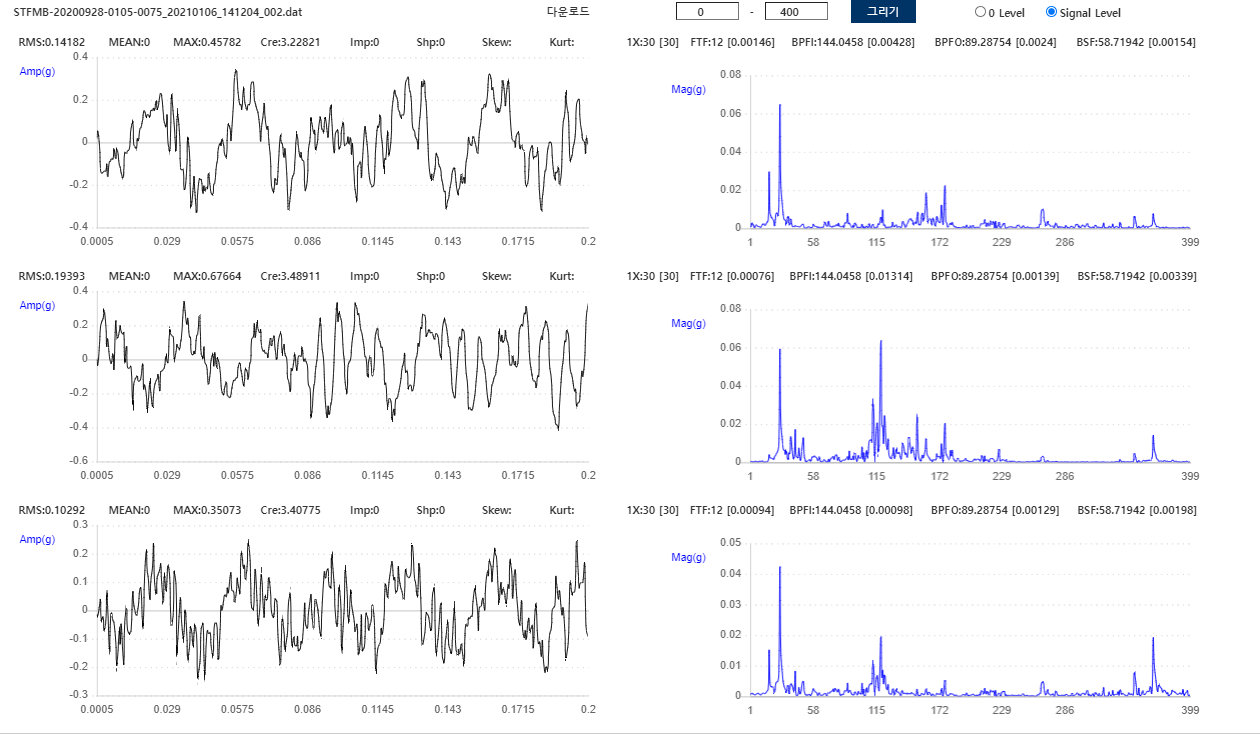 STFMB-20200928-0105-0075_20210106_141204_002.dat 다운로드 0 - 400 그리기 0 Level Signal Level
RMS:0.14182 MEAN:0 MAX:0.45782 Cre:3.22821 Imp:0 Shp:0 Skew: Kurt:
Amp(g)
0.4
0.2
0
-0.2
-0.4
0.0005 0.029 0.0575 0.086 0.1145 0.143 0.1715 0.2
1X:30 [30] FTF:12 [0.00146] BPFI:144.0458 [0.00428] BPFO:89.28754 [0.0024] BSF:58.71942 [0.00154]
Mag(g)
0.08
0.06
0.04
0.02
0
1 58 115 172 229 286 399
RMS:0.19393 MEAN:0 MAX:0.67664 Cre:3.48911 Imp:0 Shp:0 Skew: Kurt:
Amp(g)
0.4
0.2
0
-0.2
-0.4
-0.6
0.0005 0.029 0.0575 0.086 0.1145 0.143 0.1715 0.2
1X:30 [30] FTF:12 [0.00076] BPFI:144.0458 [0.01314] BPFO:89.28754 [0.00139] BSF:58.71942 [0.00339]
Mag(g)
0.08
0.06
0.04
0.02
0
1 58 115 172 229 286 399
RMS:0.10292 MEAN:0 MAX:0.35073 Cre:3.40775 Imp:0 Shp:0 Skew: Kurt:
Amp(g)
0.3
0.2
0.1
0
-0.1
-0.2
-0.3
0.0005 0.029 0.0575 0.086 0.1145 0.143 0.1715 0.2
1X:30 [30] FTF:12 [0.00094] BPFI:144.0458 [0.00098] BPFO:89.28754 [0.00129] BSF:58.71942 [0.00198]
Mag(g)
0.05
0.04
0.03
0.02
0.01
0
1 58 115 172 229 286 399